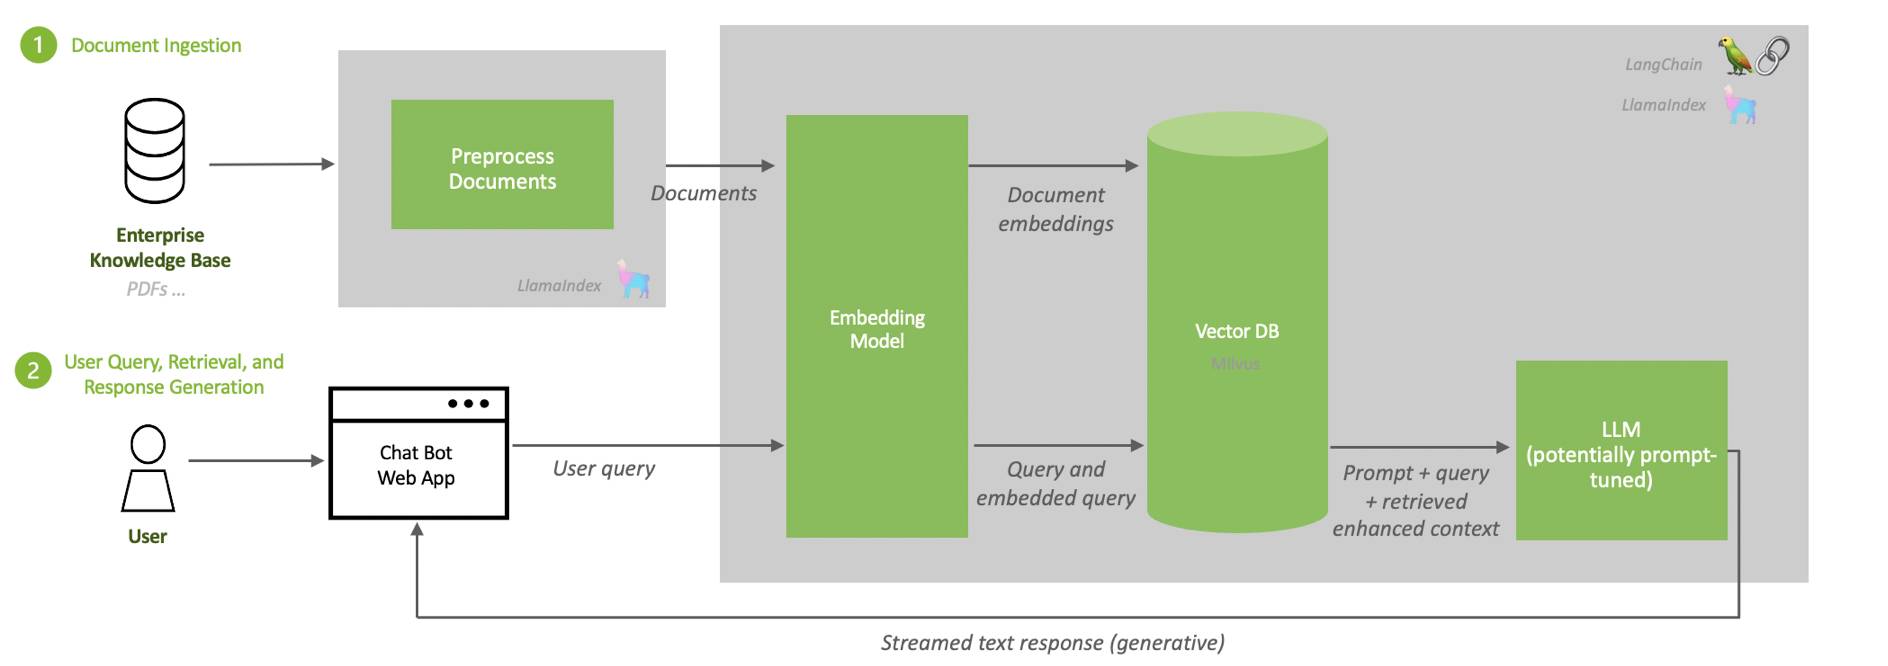 1 Document Ingestion
Enterprise
Knowledge Base
PDFs ...
Preprocess
Documents
LlamaIndex
Documents
LangChain
LlamaIndex
Embedding
Model
Document
embeddings
Vector DB
Milvus
2 User Query, Retrieval, and
Response Generation
User
Chat Bot
Web App
User query
Query and
embedded query
Prompt + query
+ retrieved
enhanced context
LLM
(potentially prompt-
tuned)
Streamed text response (generative)